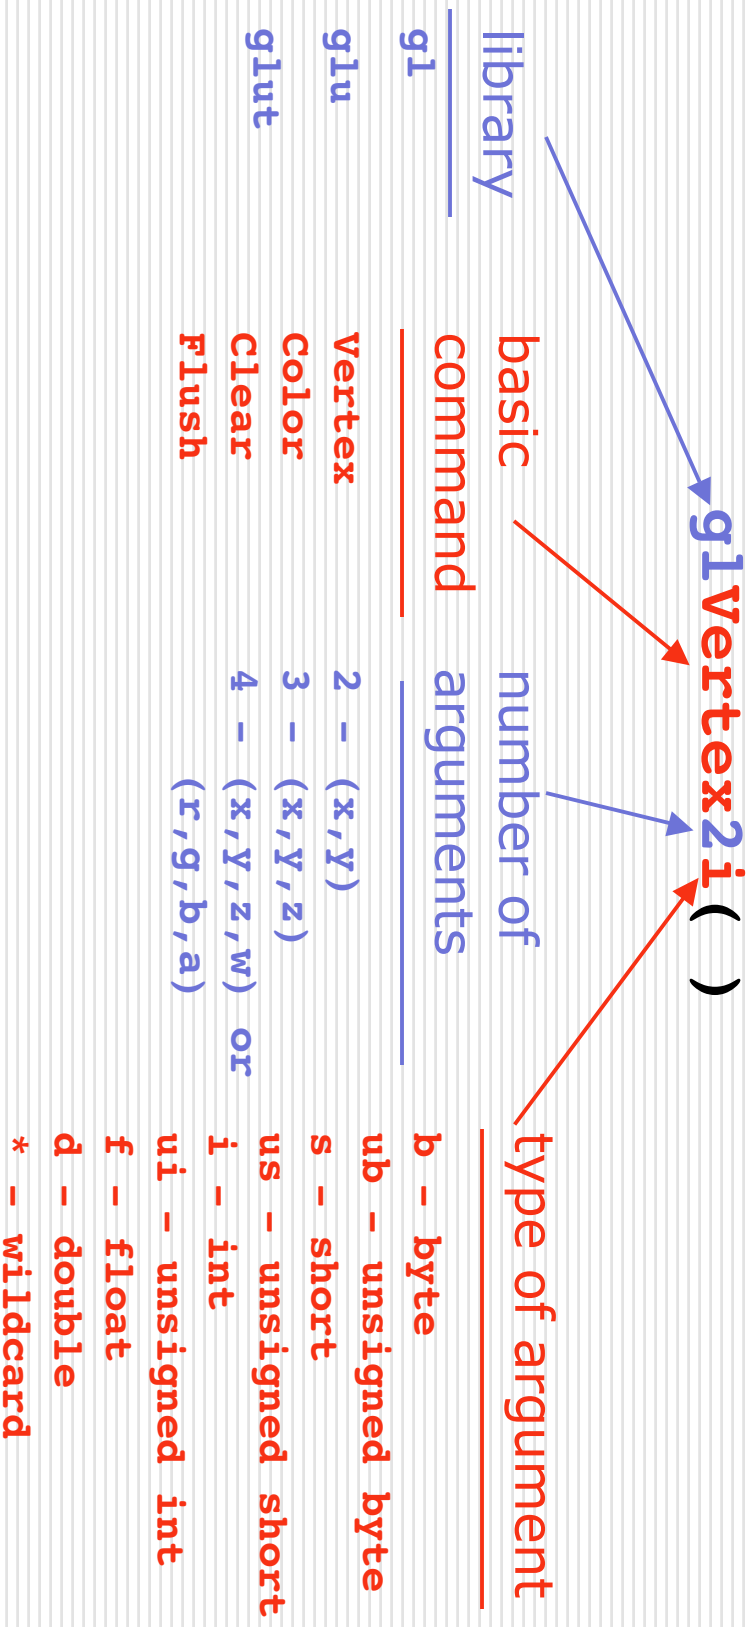 glVertex2i( )
library
gl
glu
glut
basic
command
Vertex
Color
Clear
Flush
number of
arguments
2 - (x,y)
3 - (x,y,z)
4 - (x,y,z,w) or
(r,g,b,a)
type of argument
b - byte
ub - unsigned byte
s - short
us - unsigned short
i - int
ui - unsigned int
f - float
d - double
* - wildcard